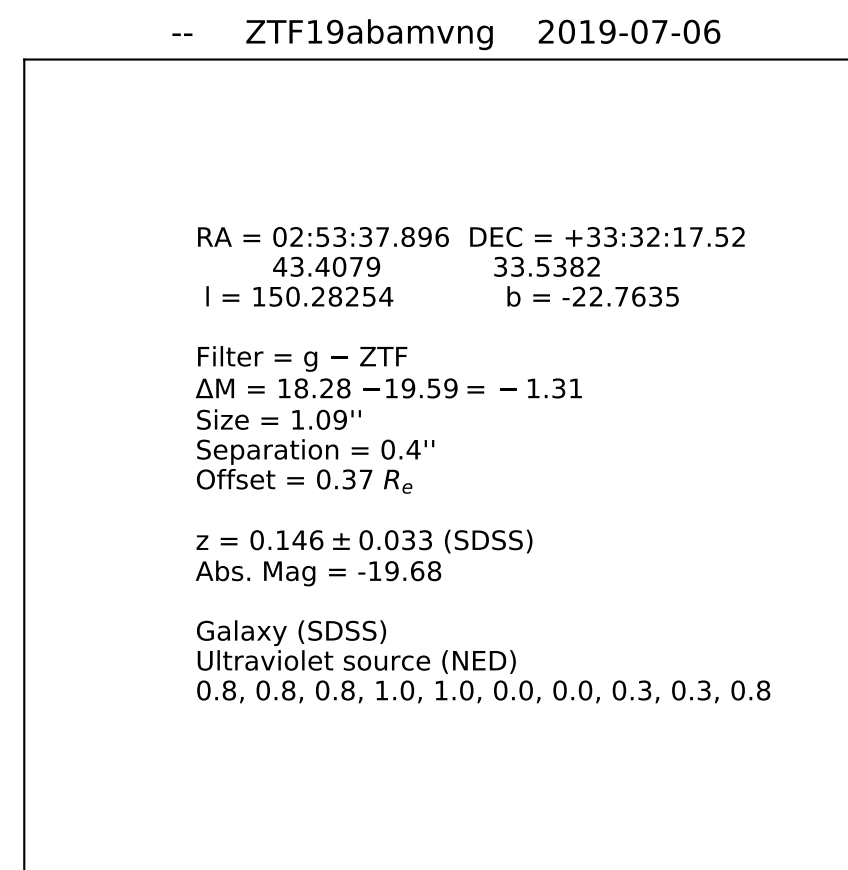 -- ZTF19abamvng 2019-07-06
RA = 02:53:37.896 DEC = +33:32:17.52
43.4079 33.5382
l = 150.28254 b = -22.7635
Filter = g − ZTF
ΔM = 18.28 −19.59 = − 1.31
Size = 1.09''
Separation = 0.4''
Offset = 0.37 Rₑ
z = 0.146 ± 0.033 (SDSS)
Abs. Mag = -19.68
Galaxy (SDSS)
Ultraviolet source (NED)
0.8, 0.8, 0.8, 1.0, 1.0, 0.0, 0.0, 0.3, 0.3, 0.8